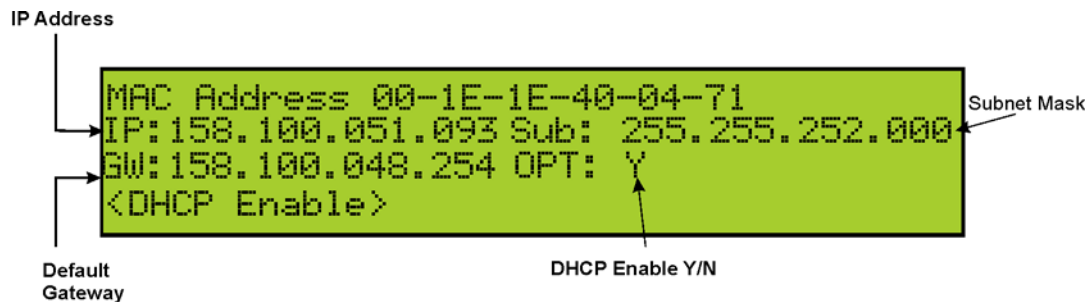 IP Address
MAC Address 00-1E-1E-40-04-71
IP:158.100.051.093 Sub: 255.255.252.000
Subnet Mask
GW:158.100.048.254 OPT: Y
<DHCP Enable>
Default
Gateway
DHCP Enable Y/N